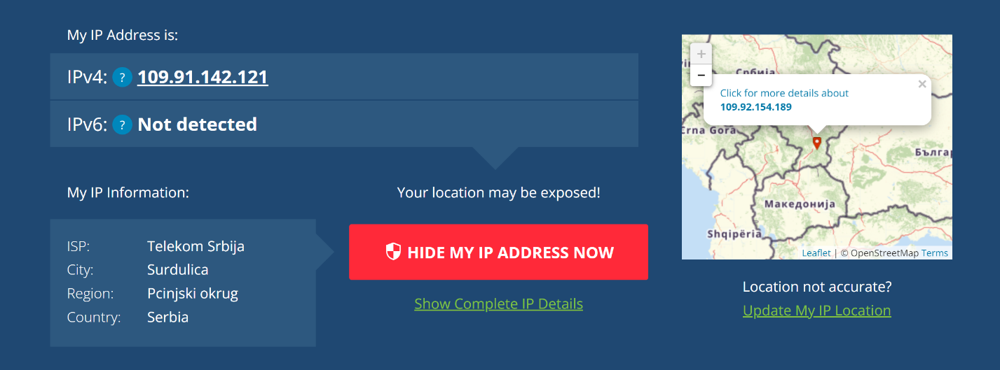 My IP Address is:
IPv4: ? 109.91.142.121
IPv6: ? Not detected
My IP Information:
ISP: Telekom Srbija
City: Surdulica
Region: Pcinjski okrug
Country: Serbia
Your location may be exposed!
HIDE MY IP ADDRESS NOW
Show Complete IP Details
+
−
Србија
×
Click for more details about
109.92.154.189
Crna Gora
Бългаp
Македонија
Shqipëria
Leaflet | © OpenStreetMap Terms
Location not accurate?
Update My IP Location